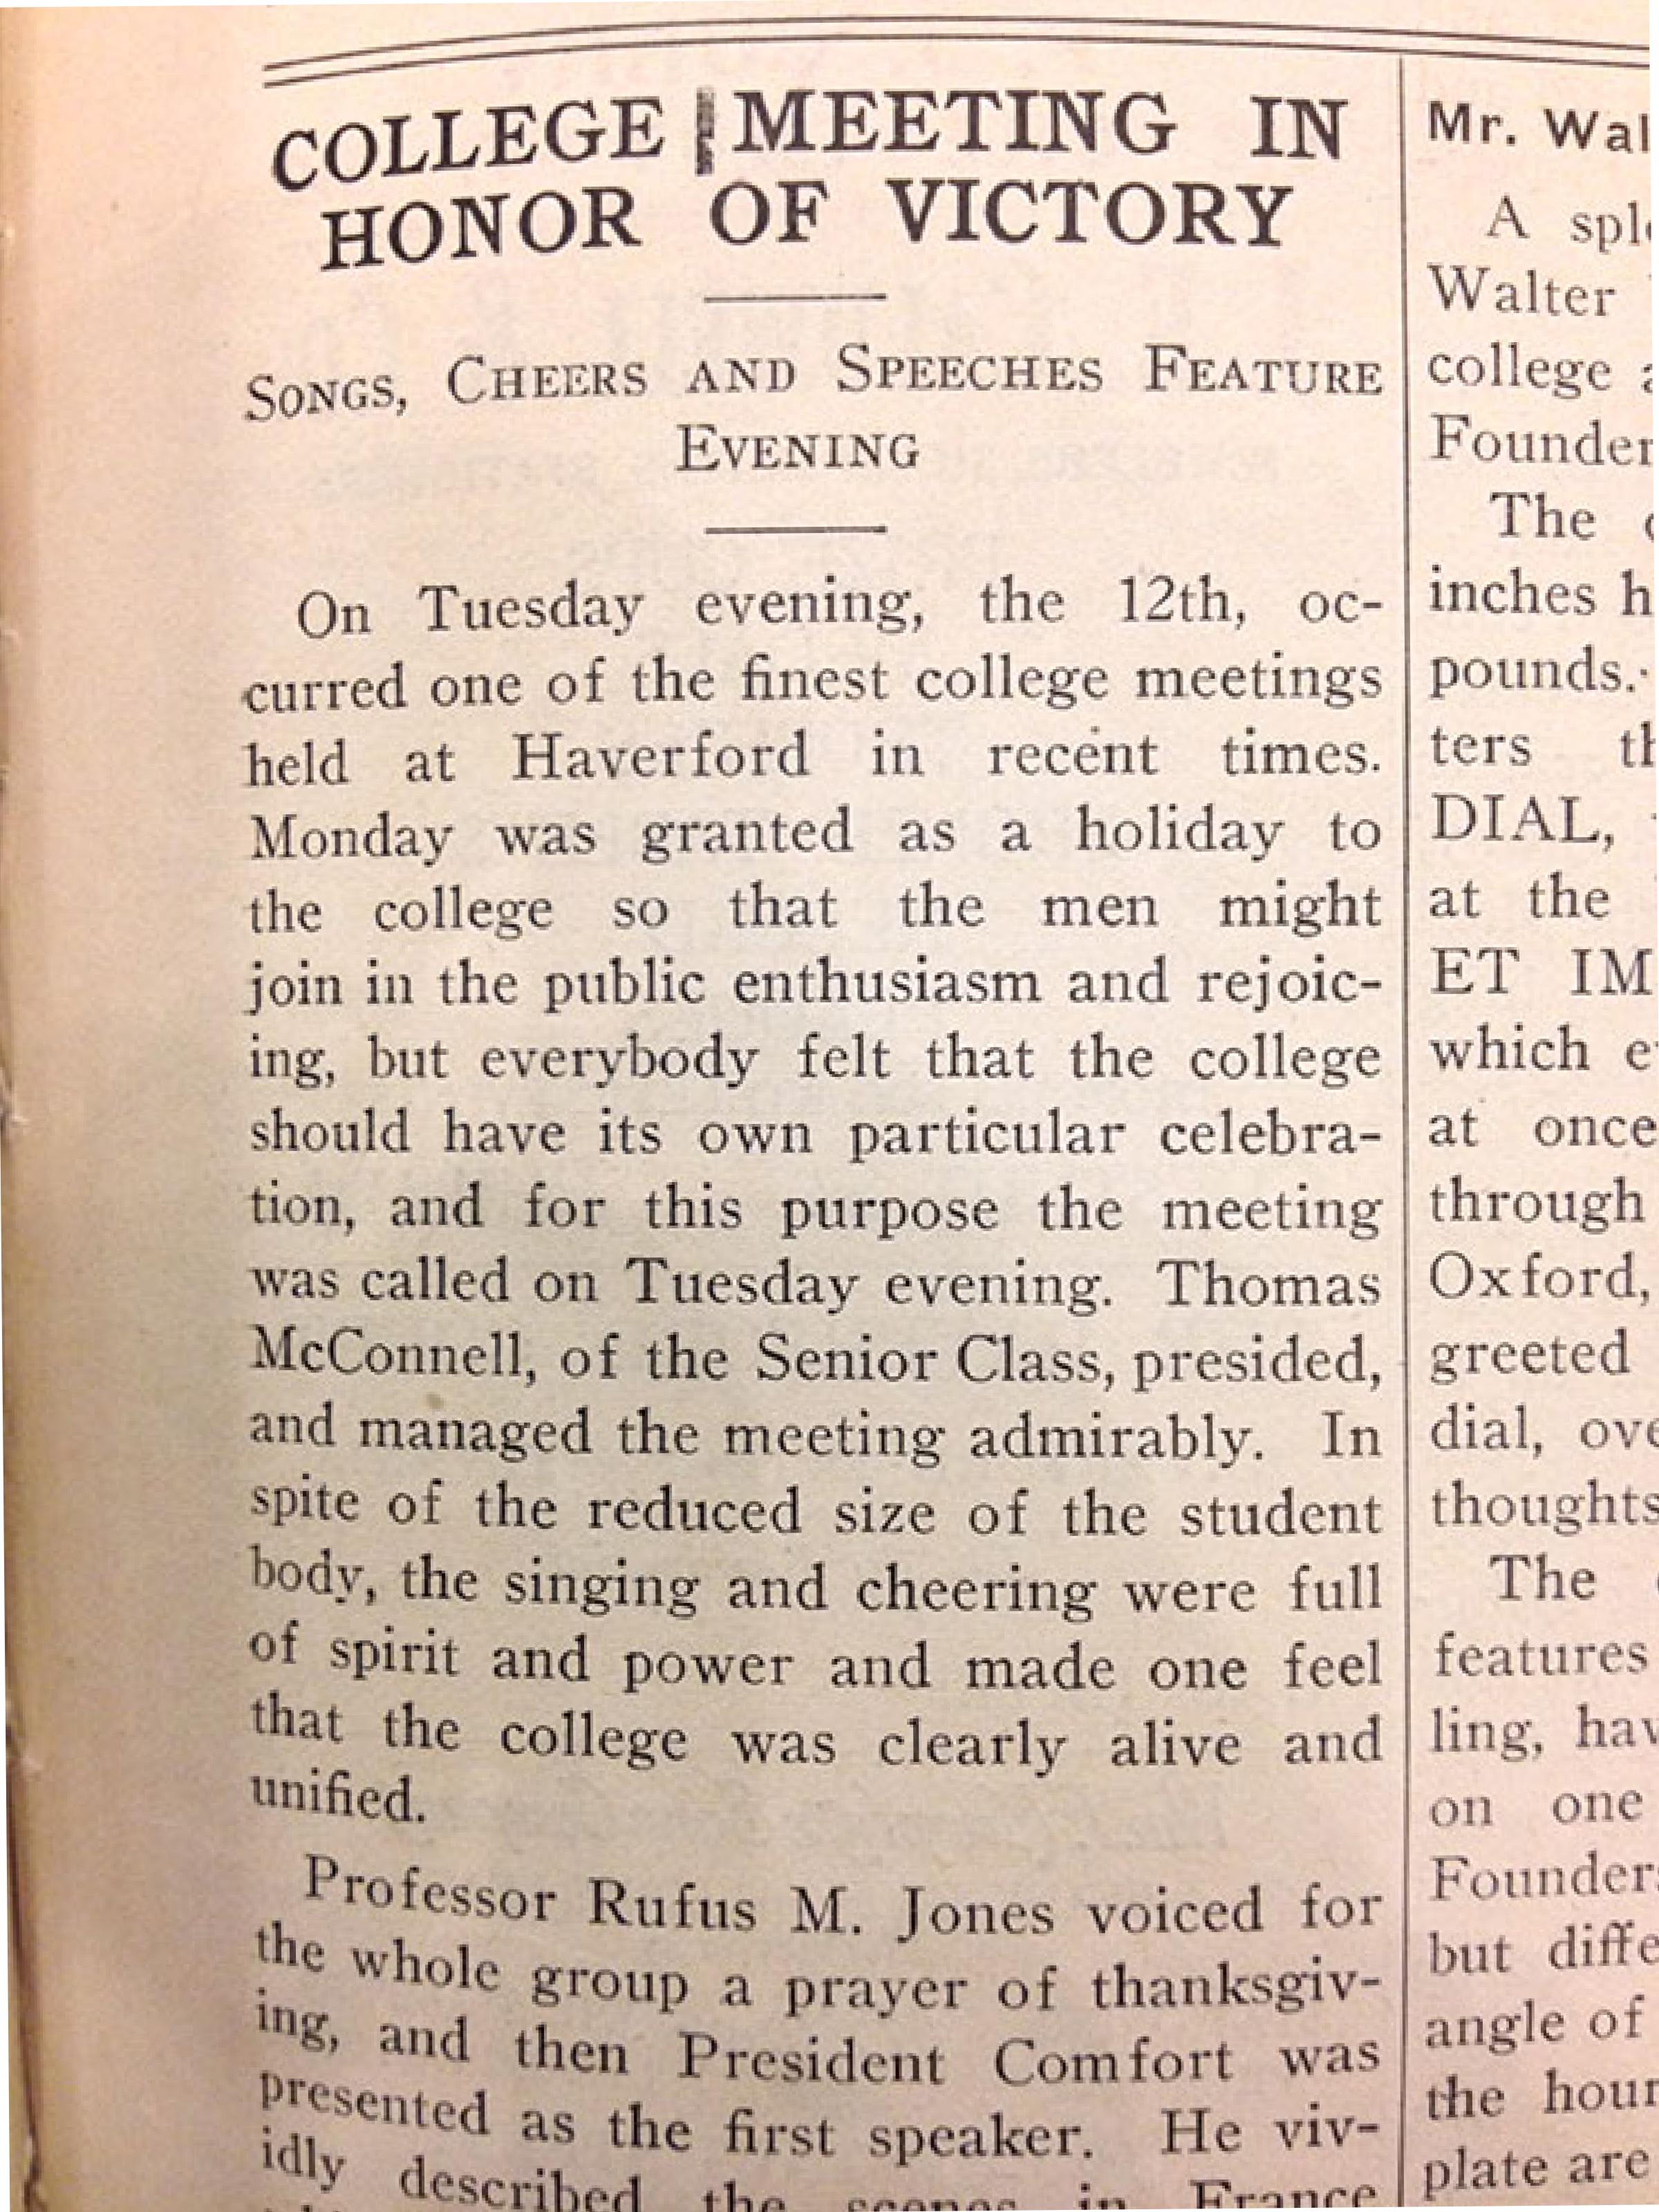 COLLEGE MEETING IN
HONOR OF VICTORY
SONGS, CHEERS AND SPEECHES FEATURE
EVENING
On Tuesday evening, the 12th, oc-
curred one of the finest college meetings
held at Haverford in recent times.
Monday was granted as a holiday to
the college so that the men might
join in the public enthusiasm and rejoic-
ing, but everybody felt that the college
should have its own particular celebra-
tion, and for this purpose the meeting
was called on Tuesday evening. Thomas
McConnell, of the Senior Class, presided,
and managed the meeting admirably. In
spite of the reduced size of the student
body, the singing and cheering were full
of spirit and power and made one feel
that the college was clearly alive and
unified.
Professor Rufus M. Jones voiced for
the whole group a prayer of thanksgiv-
ing, and then President Comfort was
presented as the first speaker. He viv-
idly described the scenes in France
Mr.
A
Walter
college
The
inches
pounds.
ters
DIAL,
at the
ET
which
at once
through
Oxford,
greeted
dial,
thoughts
The
features
ling,
on one
but
angle of
the
plate are